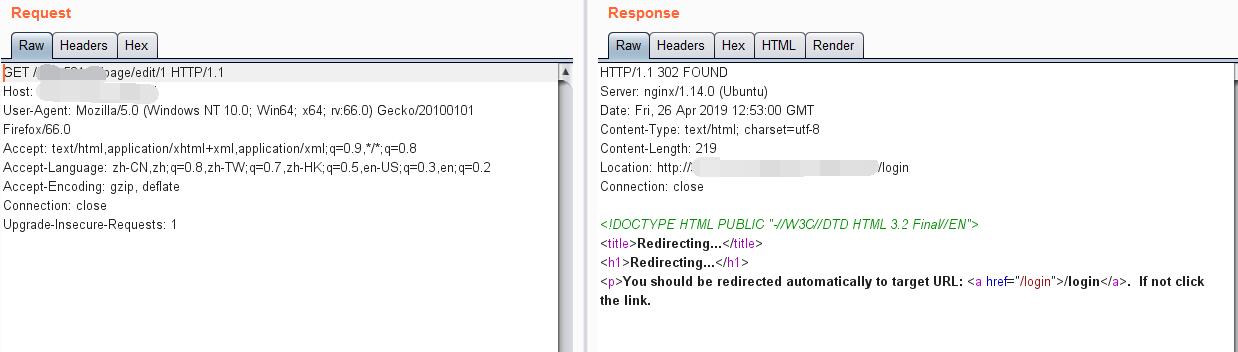 Request
Raw Headers Hex
GET / page/edit/1 HTTP/1.1
Host:
User-Agent: Mozilla/5.0 (Windows NT 10.0; Win64; x64; rv:66.0) Gecko/20100101
Firefox/66.0
Accept: text/html,application/xhtml+xml,application/xml;q=0.9,*/*;q=0.8
Accept-Language: zh-CN,zh;q=0.8,zh-TW;q=0.7,zh-HK;q=0.5,en-US;q=0.3,en;q=0.2
Accept-Encoding: gzip, deflate
Connection: close
Upgrade-Insecure-Requests: 1
Response
Raw Headers Hex HTML Render
HTTP/1.1 302 FOUND
Server: nginx/1.14.0 (Ubuntu)
Date: Fri, 26 Apr 2019 12:53:00 GMT
Content-Type: text/html; charset=utf-8
Content-Length: 219
Location: http:// /login
Connection: close
<!DOCTYPE HTML PUBLIC "-//W3C//DTD HTML 3.2 Final//EN">
<title>Redirecting...</title>
<h1>Redirecting...</h1>
<p>You should be redirected automatically to target URL: <a href="/login">/login</a>.  If not click
the link.